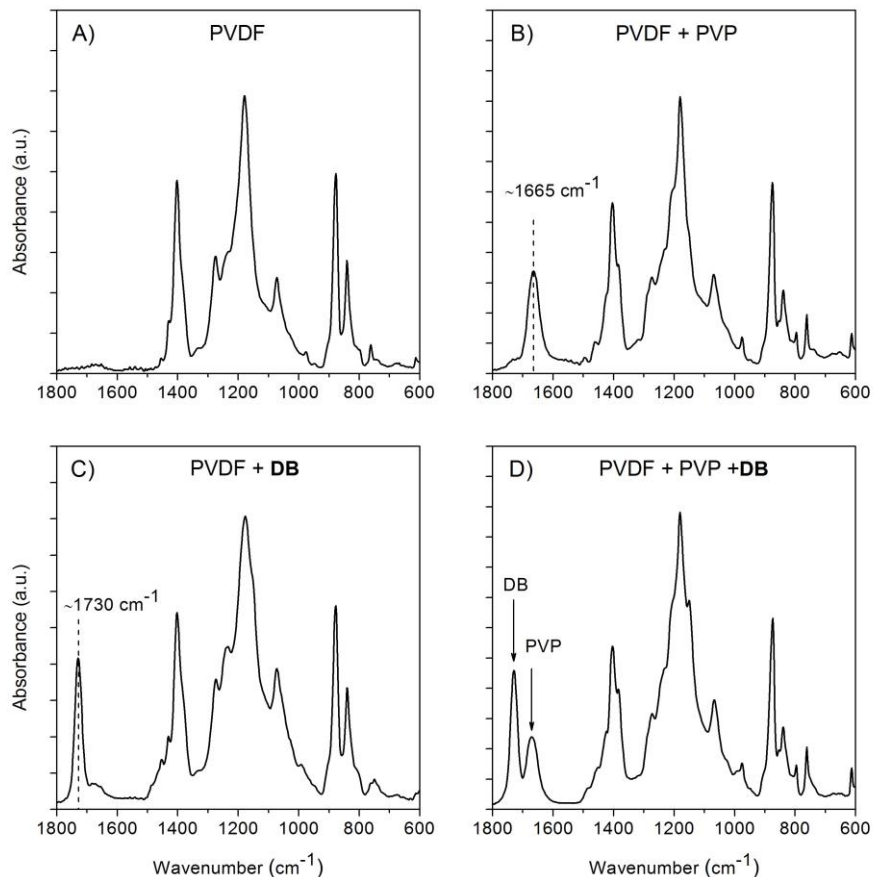 A) PVDF
B) PVDF + PVP
Absorbance (a.u.)
~1665 cm-1
1800 1600 1400 1200 1000 800 600
1800 1600 1400 1200 1000 800 600
C) PVDF + DB
D) PVDF + PVP +DB
Absorbance (a.u.)
~1730 cm-1
DB
PVP
1800 1600 1400 1200 1000 800 600
1800 1600 1400 1200 1000 800 600
Wavenumber (cm-1)
Wavenumber (cm-1)